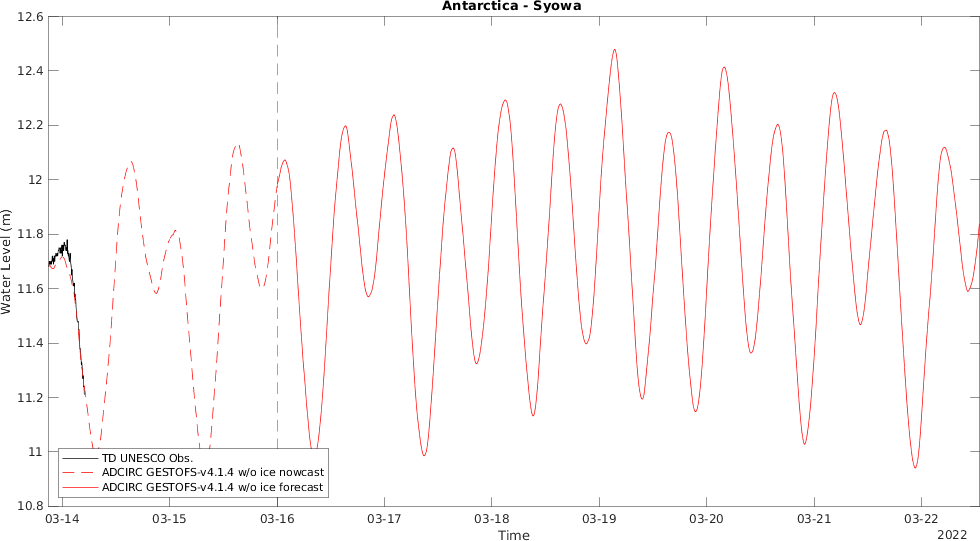 Antarctica - Syowa
12.6
12.4
12.2
12
11.8
11.6
11.4
11.2
11
10.8
Water Level (m)
TD UNESCO Obs.
ADCIRC GESTOFS-v4.1.4 w/o ice nowcast
ADCIRC GESTOFS-v4.1.4 w/o ice forecast
03-14 03-15 03-16 03-17 03-18 03-19 03-20 03-21 03-22
Time
2022